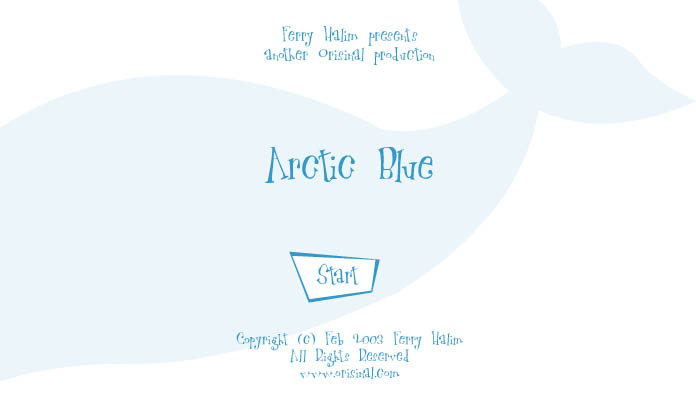 Ferry Halim presents
another Orisinal production
Arctic Blue
Start
Copyright (c) Feb 2003 Ferry Halim
All Rights Reserved
www.orisinal.com